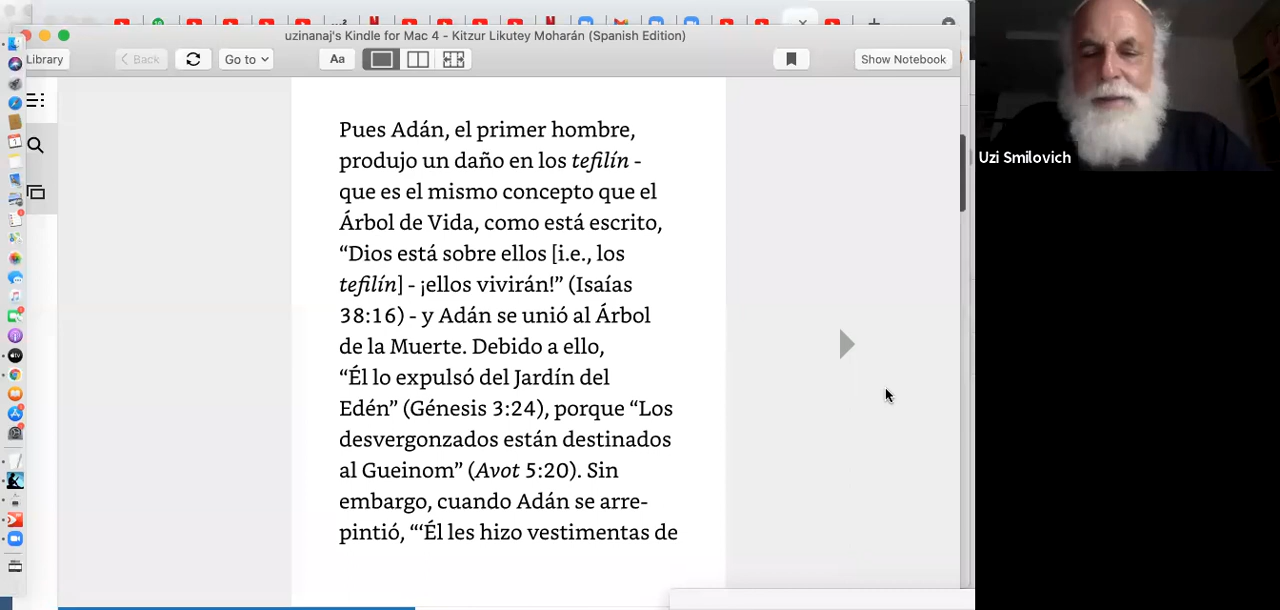 uzinanaj's Kindle for Mac 4 - Kitzur Likutey Moharán (Spanish Edition)
Library
Back
Go to
Aa
Show Notebook
Pues Adán, el primer hombre,
produjo un daño en los tefilín -
que es el mismo concepto que el
Árbol de Vida, como está escrito,
“Dios está sobre ellos [i.e., los
tefilín] - ¡ellos vivirán!” (Isaías
38:16) - y Adán se unió al Árbol
de la Muerte. Debido a ello,
“Él lo expulsó del Jardín del
Edén” (Génesis 3:24), porque “Los
desvergonzados están destinados
al Gueinom” (Avot 5:20). Sin
embargo, cuando Adán se arre-
pintió, “‘Él les hizo vestimentas de
Uzi Smilovich